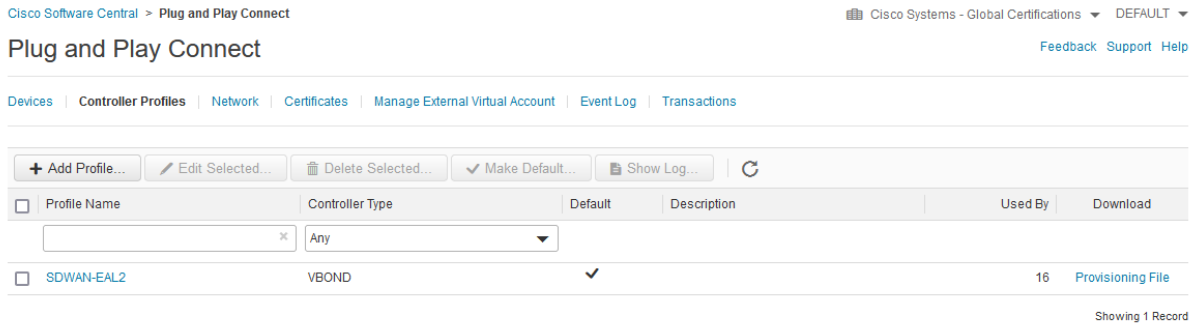 Cisco Software Central > Plug and Play Connect
Cisco Systems - Global Certifications DEFAULT
Plug and Play Connect
Feedback Support Help
Devices | Controller Profiles | Network | Certificates | Manage External Virtual Account | Event Log | Transactions
+ Add Profile... Edit Selected... Delete Selected... Make Default... Show Log...
Profile Name Controller Type Default Description Used By Download
Any
SDWAN-EAL2 VBOND 16 Provisioning File
Showing 1 Record